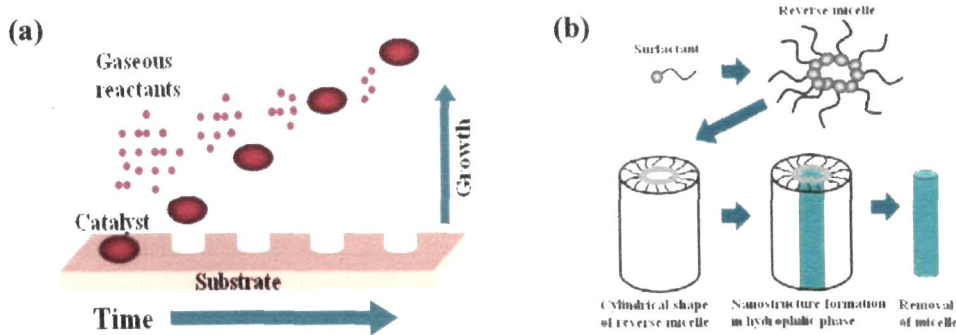 (a)
Gaseous
reactants
Catalyst
Growth
Substrate
Time
(b)
Reverse micelle
Surfactant
Cylindrical shape
of reverse micelle
Nanostructure formation
in hydrophilic phase
Removal
of micelle